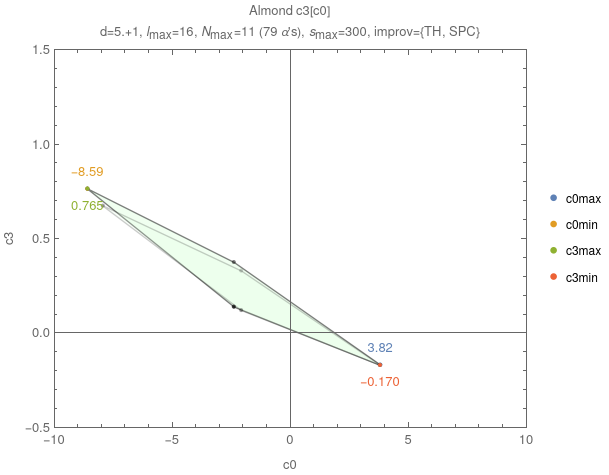 Almond c3[c0]
d=5.+1, lmax=16, Nmax=11 (79 α's), smax=300, improv={TH, SPC}
1.5
1.0
−8.59
0.765
c0max
c0min
0.5
c3
c3max
c3min
0.0
3.82
−0.170
−0.5
−10
−5
0
5
10
c0